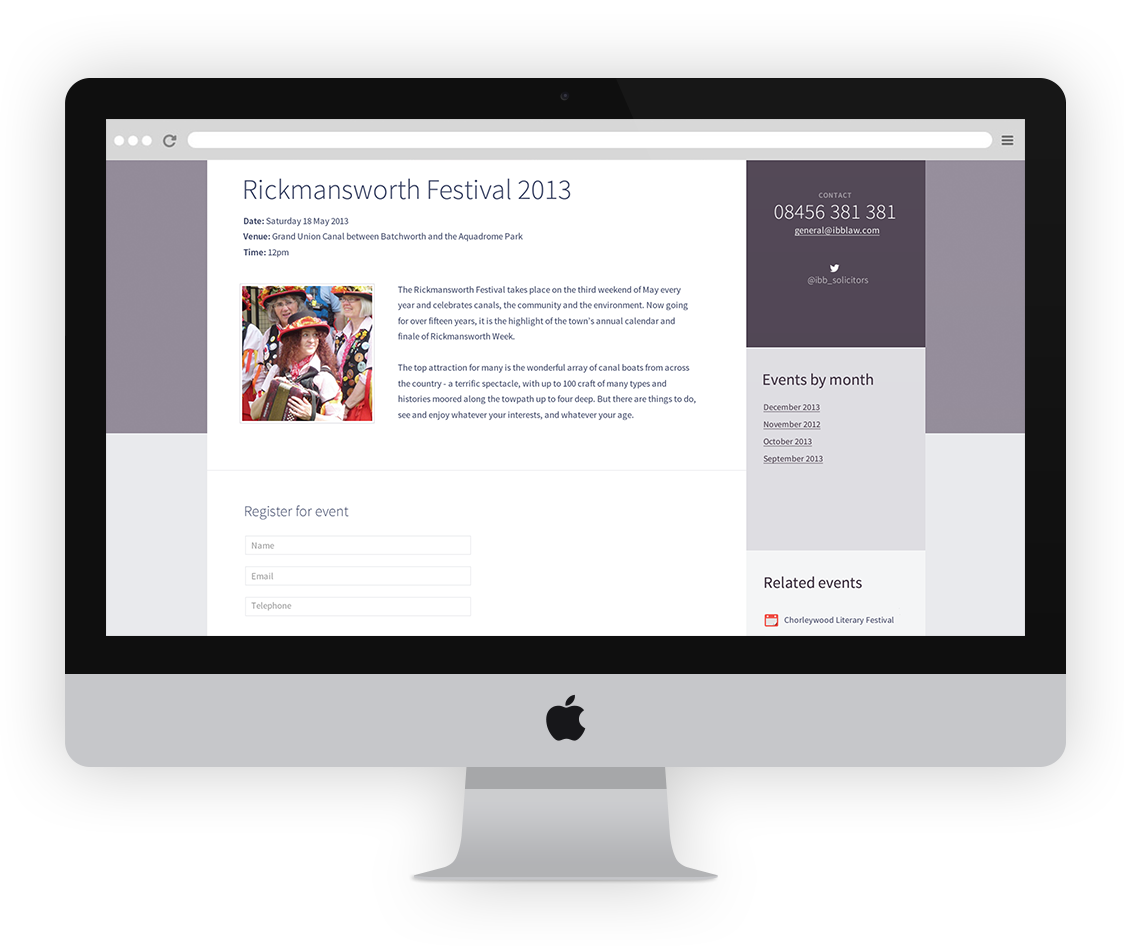 Rickmansworth Festival 2013
Date: Saturday 18 May 2013
Venue: Grand Union Canal between Batchworth and the Aquadrome Park
Time: 12pm
The Rickmansworth Festival takes place on the third weekend of May every
year and celebrates canals, the community and the environment. Now going
for over fifteen years, it is the highlight of the town's annual calendar and
finale of Rickmansworth Week.
The top attraction for many is the wonderful array of canal boats from across
the country - a terrific spectacle, with up to 100 craft of many types and
histories moored along the towpath up to four deep. But there are things to do,
see and enjoy whatever your interests, and whatever your age.
Register for event
Name
Email
Telephone
CONTACT
08456 381 381
general@ibblaw.com
@ibb_solicitors
Events by month
December 2013
November 2012
October 2013
September 2013
Related events
Chorleywood Literary Festival